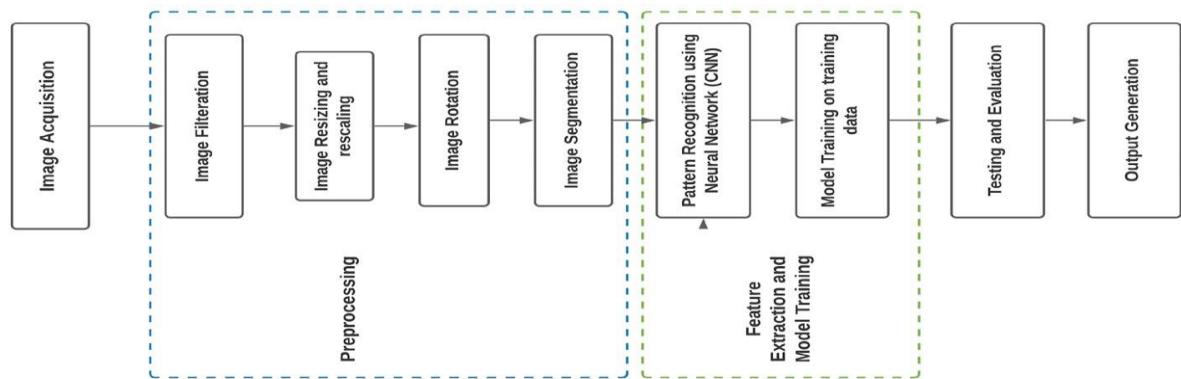 Image Acquisition
Image Filteration
Image Resizing and
rescaling
Image Rotation
Image Segmentation
Preprocessing
Pattern Recognition using
Neural Network (CNN)
Model Training on training
data
Feature
Extraction and
Model Training
Testing and Evaluation
Output Generation